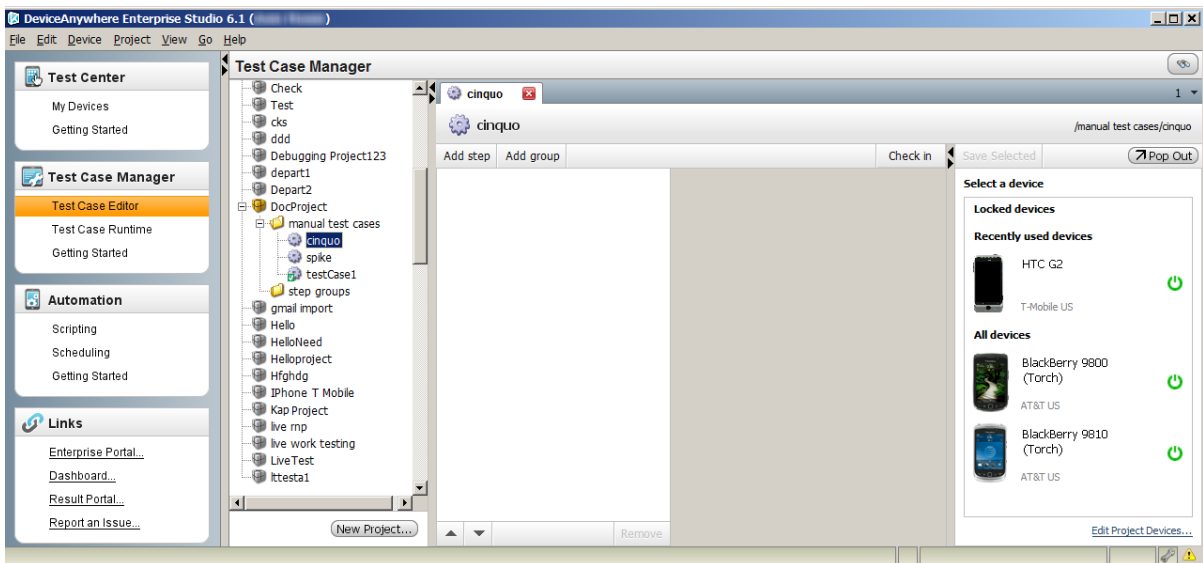 DeviceAnywhere Enterprise Studio 6.1 ( )
File Edit Device Project View Go Help
Test Center
My Devices
Getting Started
Test Case Manager
Test Case Editor
Test Case Runtime
Getting Started
Automation
Scripting
Scheduling
Getting Started
Links
Enterprise Portal...
Dashboard...
Result Portal...
Report an Issue...
Test Case Manager
Check
Test
cks
ddd
Debugging Project123
depart1
Depart2
DocProject
manual test cases
cinquo
spike
testCase1
step groups
gmail import
Hello
HelloNeed
Helloproject
Hfghdg
IPhone T Mobile
Kap Project
live rnp
live work testing
LiveTest
lttesta1
New Project...
cinquo
1
cinquo
/manual test cases/cinquo
Add step Add group
Check in
Remove
Save Selected
Pop Out
Select a device
Locked devices
Recently used devices
HTC G2
T-Mobile US
All devices
BlackBerry 9800
(Torch)
AT&T US
BlackBerry 9810
(Torch)
AT&T US
Edit Project Devices...